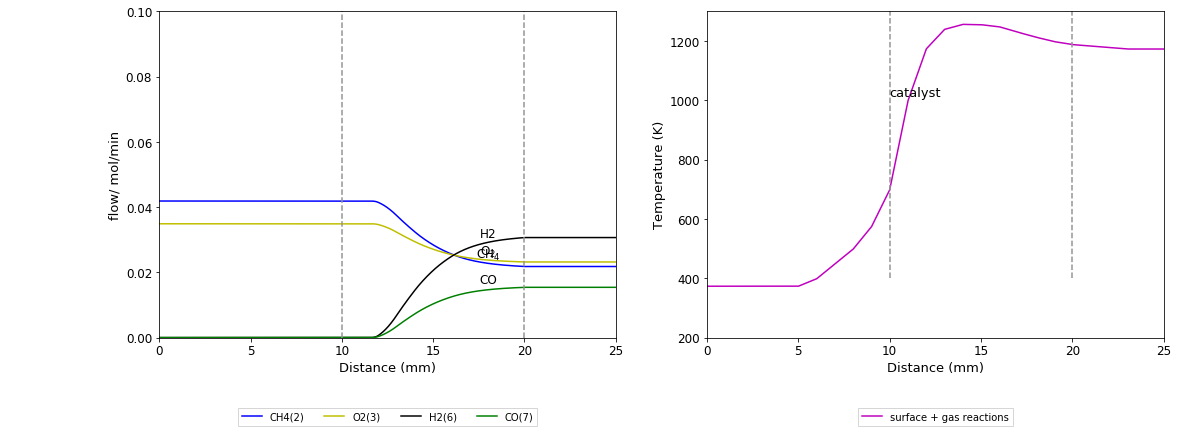 0.10
0.08
0.06
0.04
0.02
0.00
flow/ mol/min
H2
O₂
CH₄
CO
0 5 10 15 20 25
Distance (mm)
CH4(2) O2(3) H2(6) CO(7)
1200
1000
800
600
400
200
Temperature (K)
catalyst
0 5 10 15 20 25
Distance (mm)
surface + gas reactions